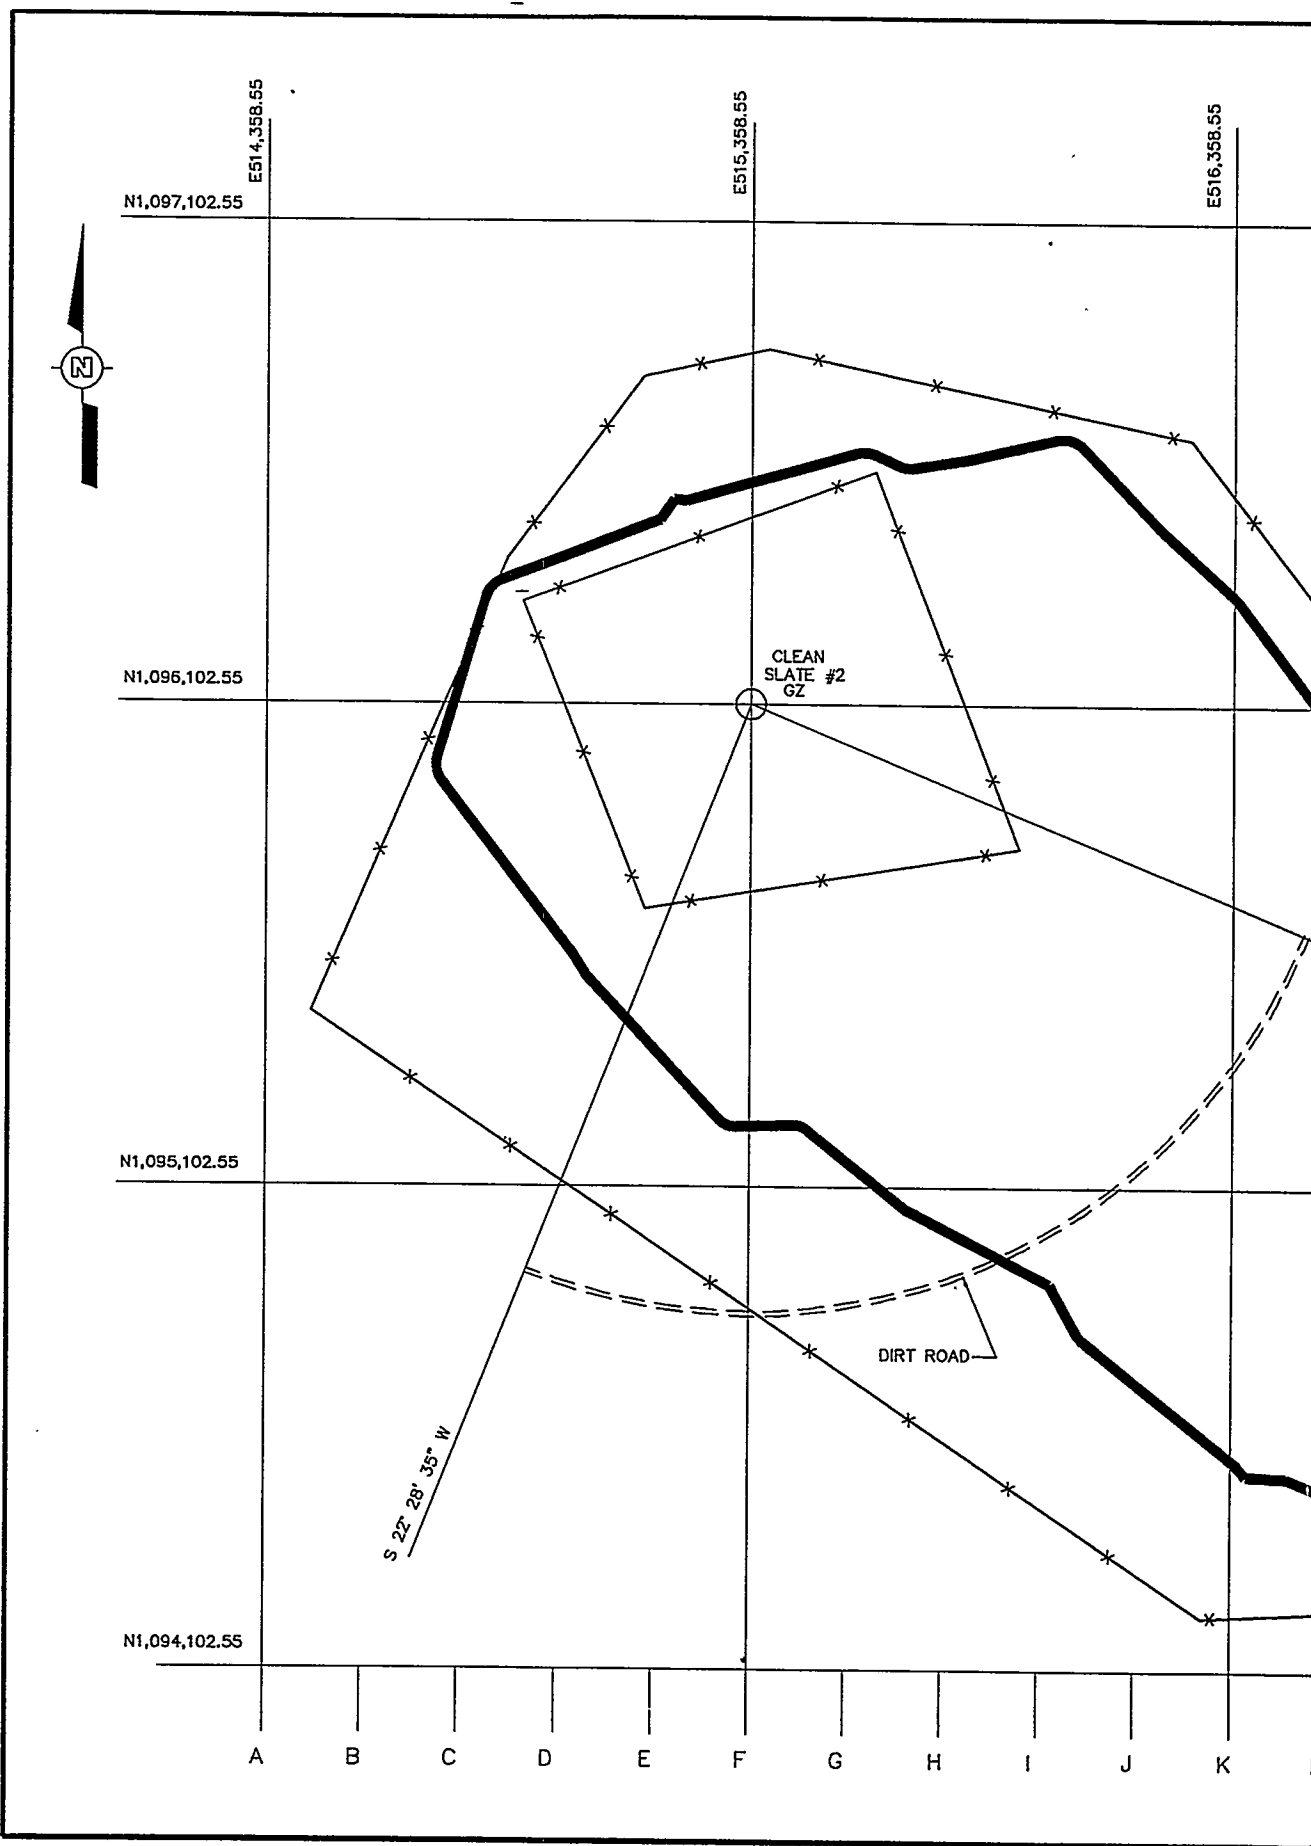 E514,358.55
E515,358.55
E516,358.55
N1,097,102.55
N
N1,096,102.55
CLEAN
SLATE #2
GZ
N1,095,102.55
DIRT ROAD
S 22° 28' 35" W
N1,094,102.55
A B C D E F G H I J K